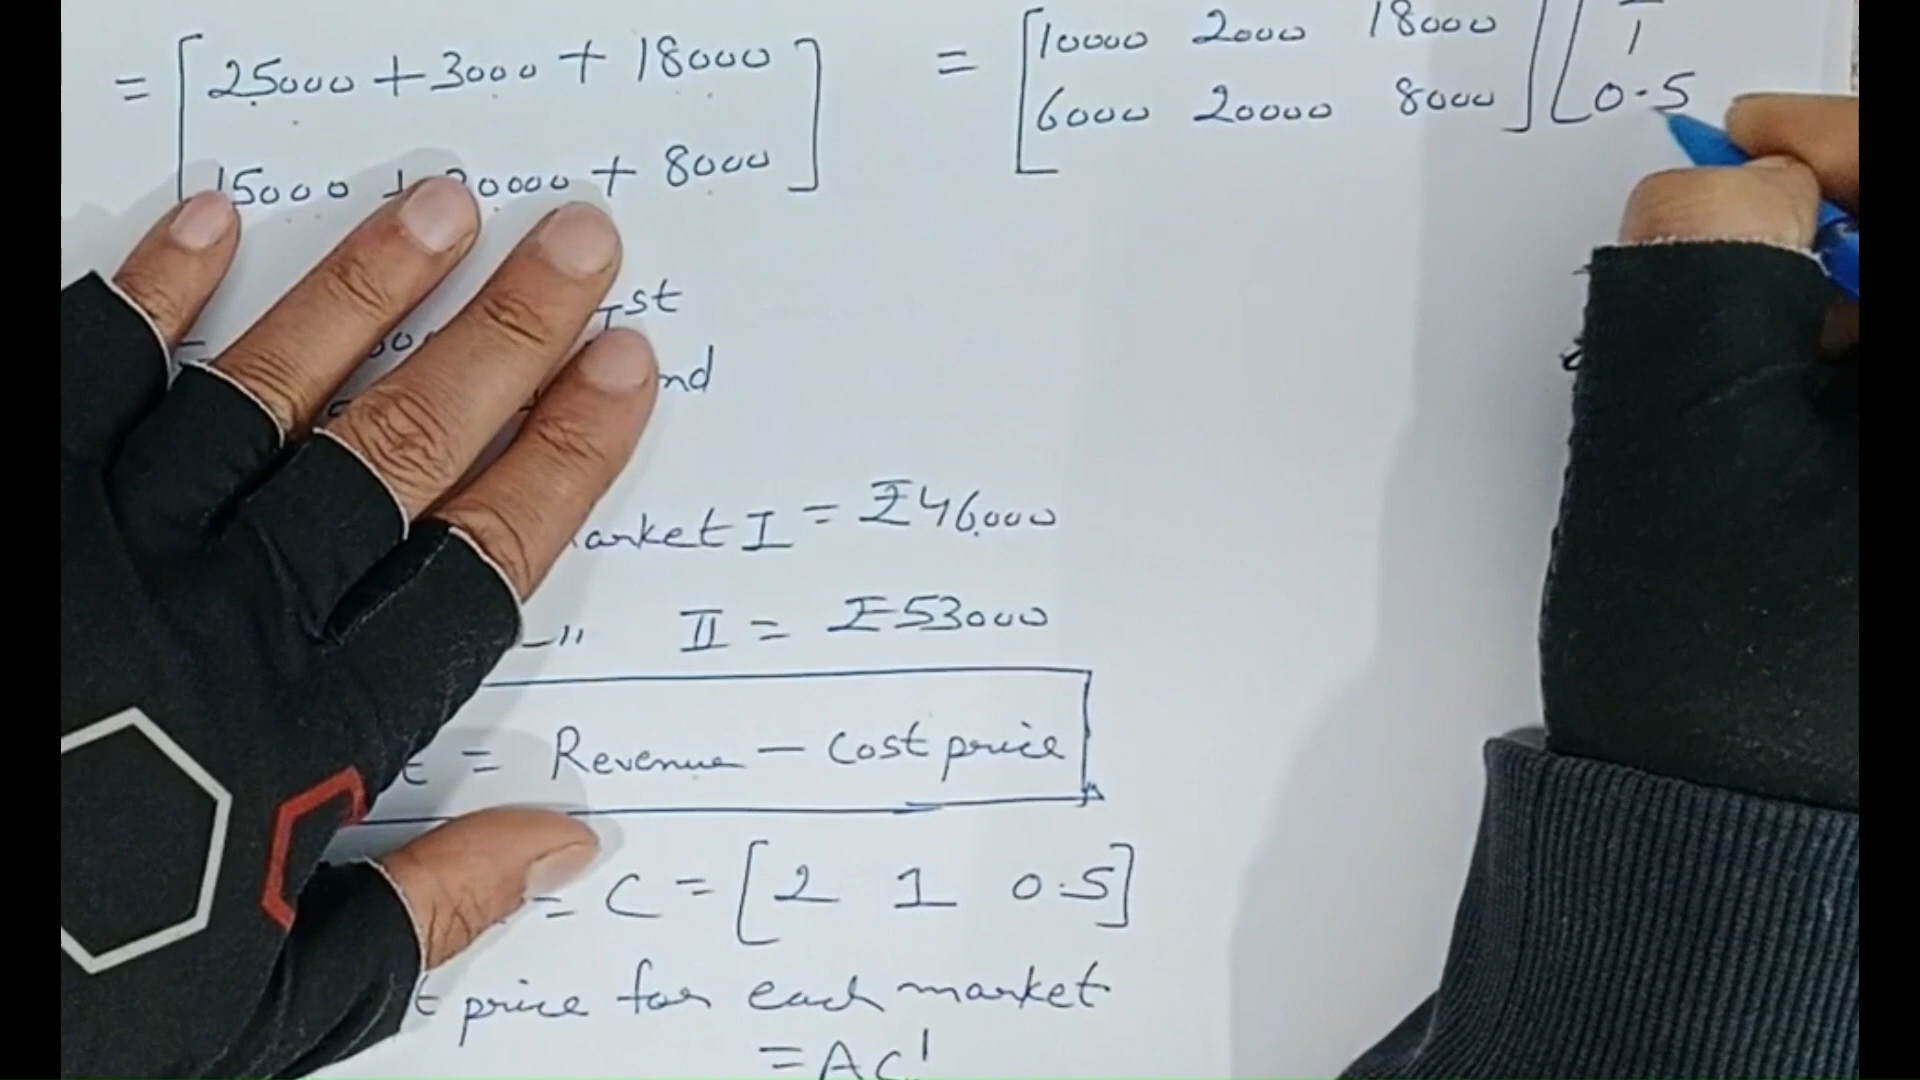 = [ 25000 + 3000 + 18000
15000 + 20000 + 8000 ]
st
nd
arket I = ₹46000
–〃 II = ₹53000
= Revenue – Cost price
= C = [2 1 0.5]
price for each market
= AC'
= [ 10000 2000 18000
6000 20000 8000 ] [ 1
0.5